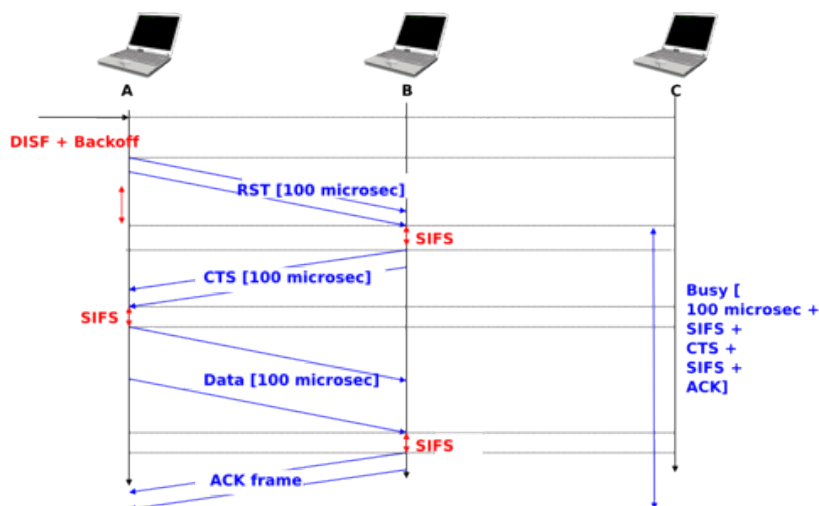 A
B
C
DISF + Backoff
RST [100 microsec]
SIFS
CTS [100 microsec]
SIFS
Busy [
100 microsec +
SIFS +
CTS +
SIFS +
ACK]
Data [100 microsec]
SIFS
ACK frame